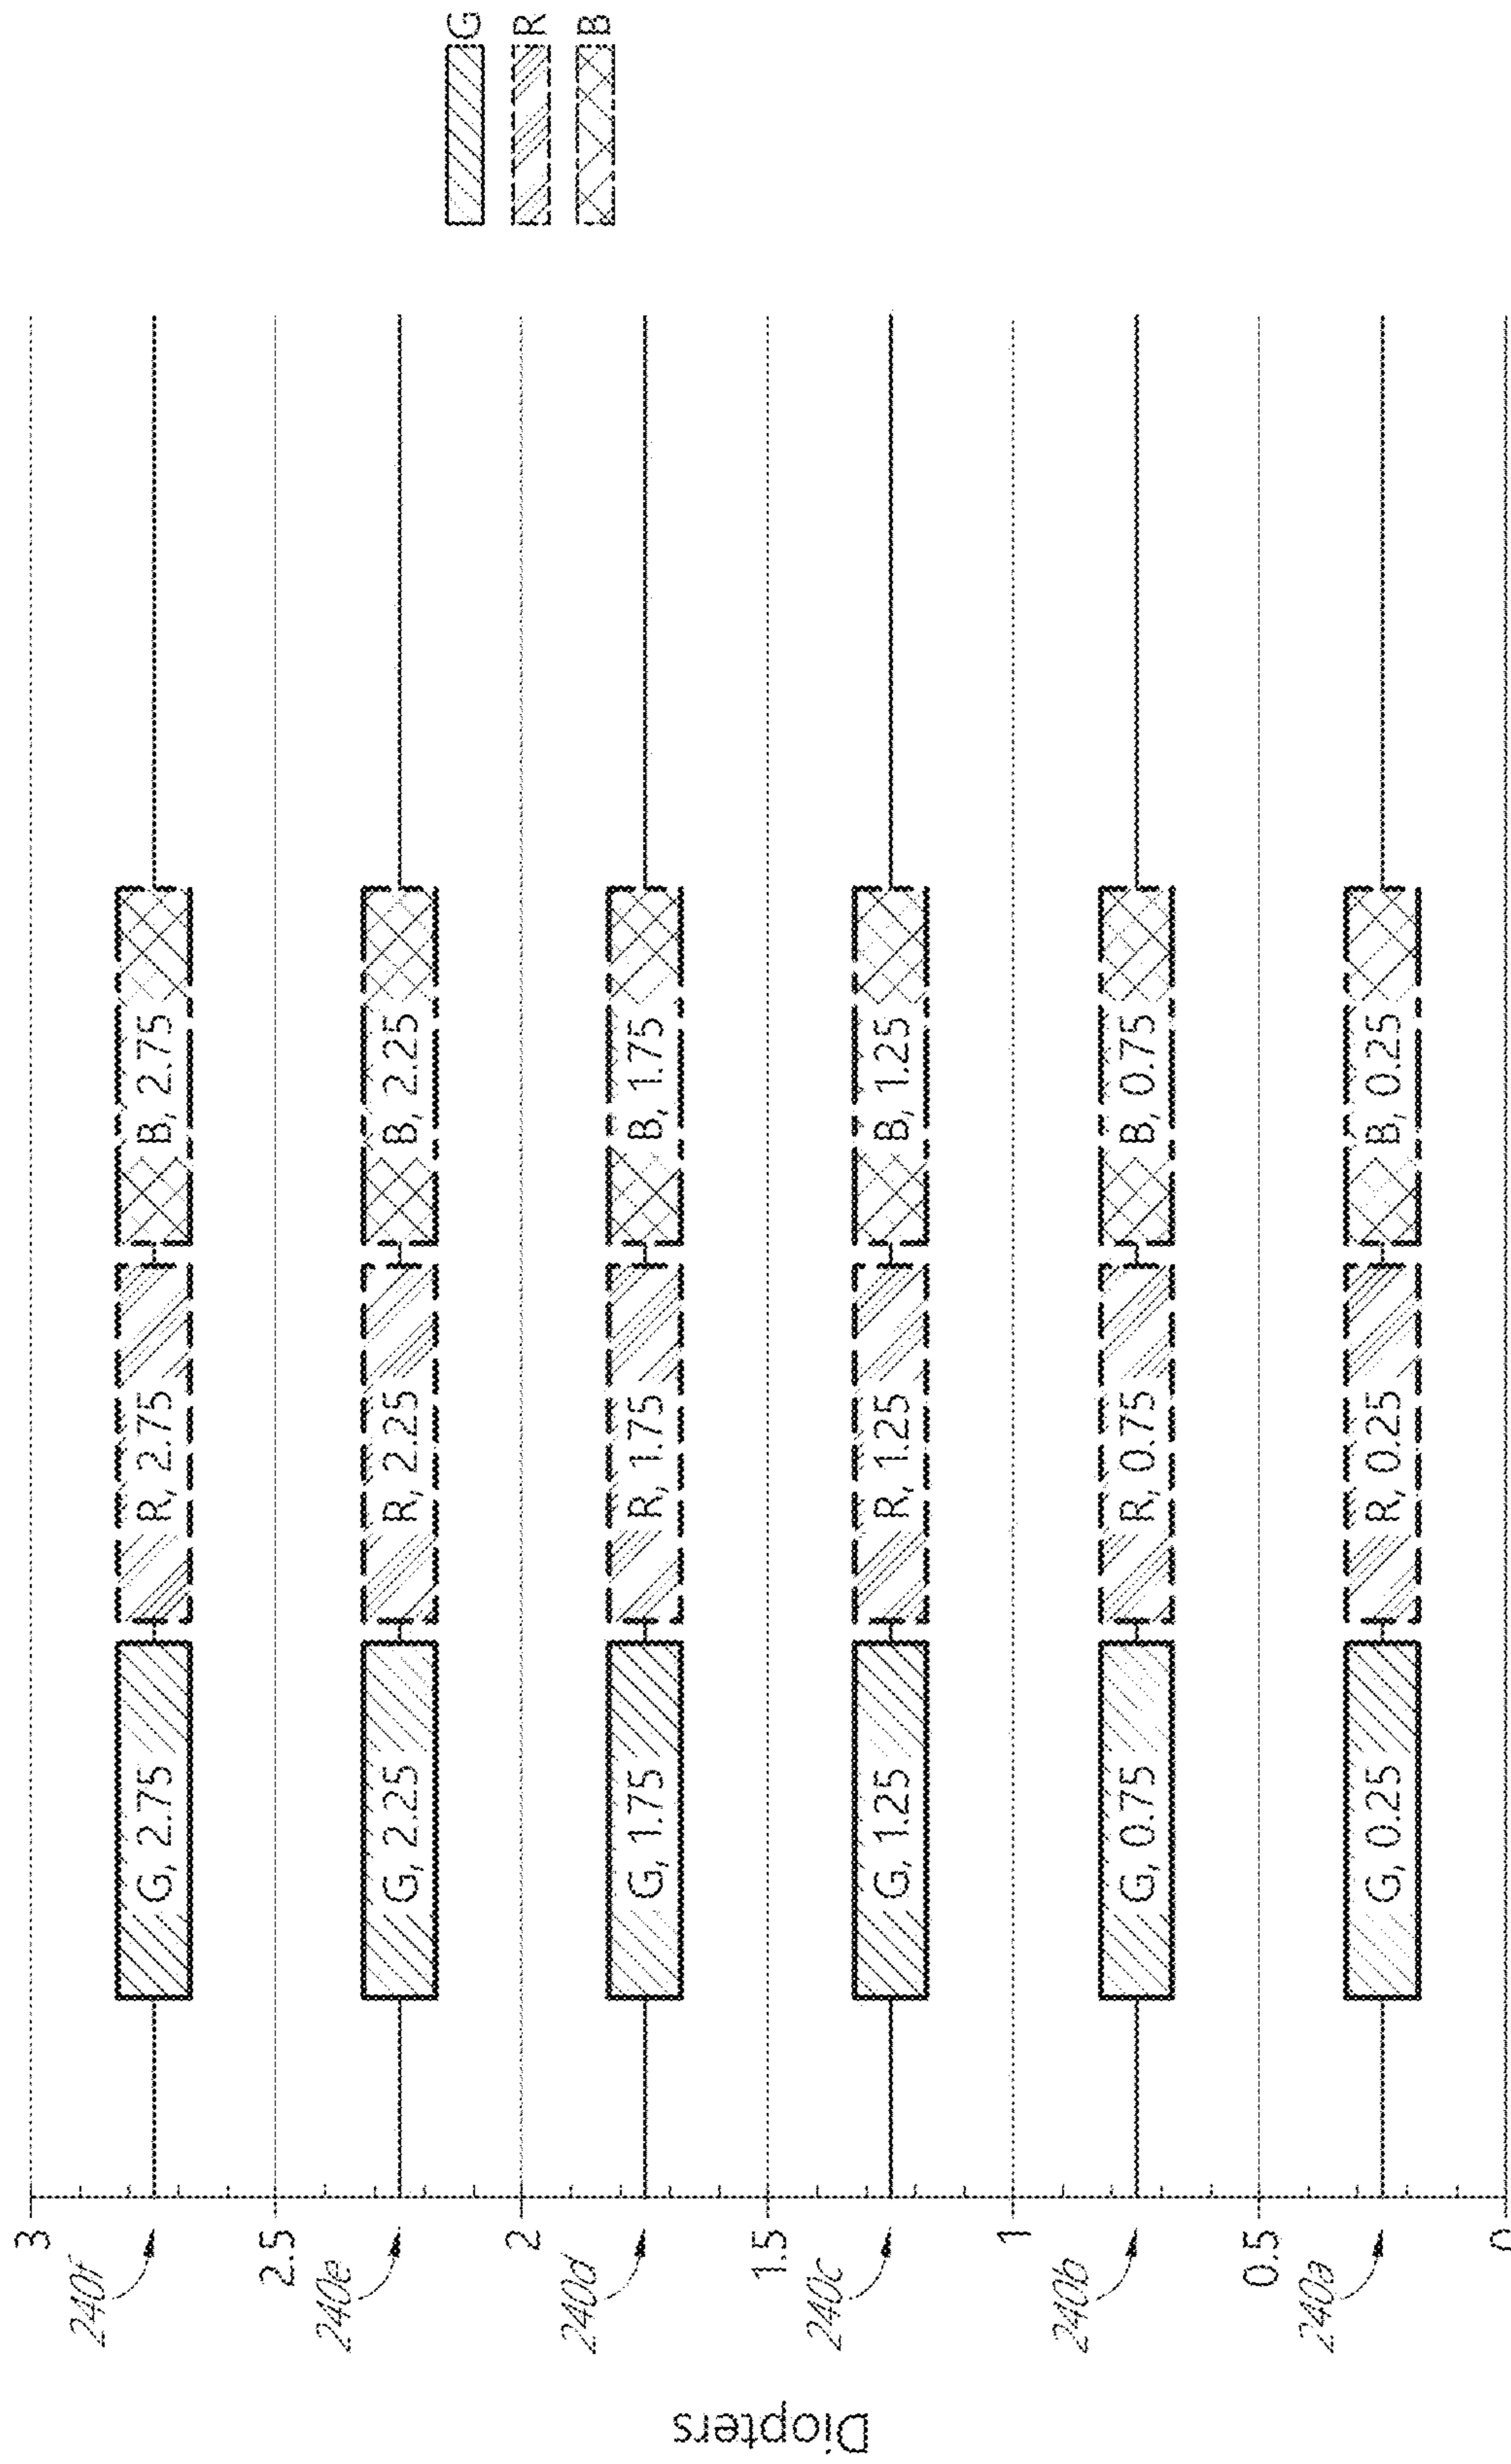 Diopters
3
240f
G, 2.75 R, 2.75 B, 2.75
2.5
240e
G, 2.25 R, 2.25 B, 2.25
2
240d
G, 1.75 R, 1.75 B, 1.75
1.5
240c
G, 1.25 R, 1.25 B, 1.25
1
240b
G, 0.75 R, 0.75 B, 0.75
0.5
240a
G, 0.25 R, 0.25 B, 0.25
0
G
R
B